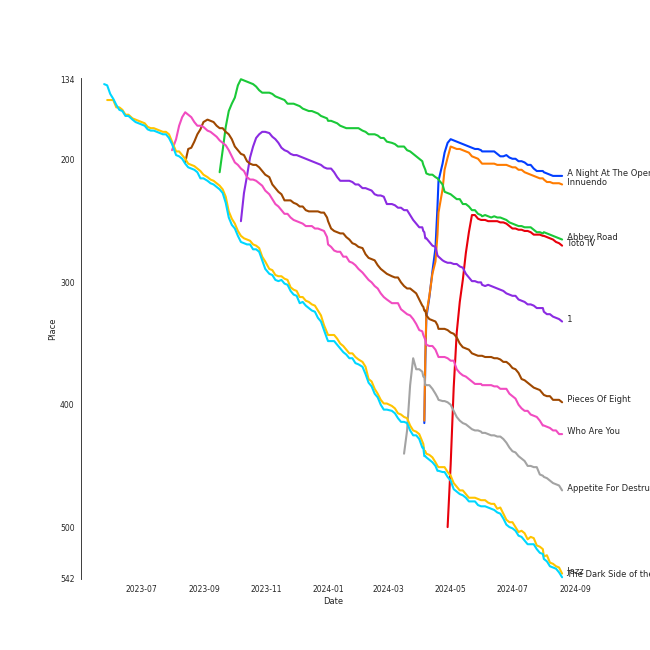 134
200
300
400
500
542
Place
2023-07
2023-09
2023-11
2024-01
2024-03
2024-05
2024-07
2024-09
Date
A Night At The Oper
Innuendo
Abbey Road
Toto IV
1
Pieces Of Eight
Who Are You
Appetite For Destru
Jazz
The Dark Side of the